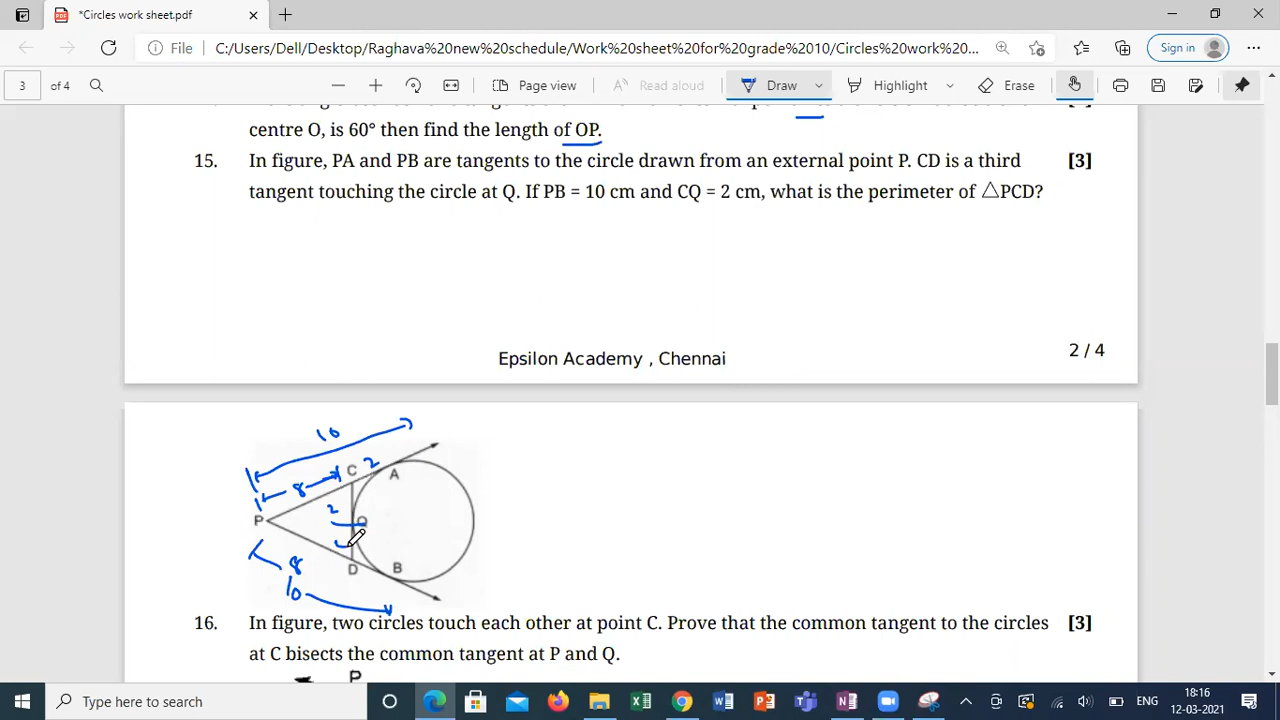 *Circles work sheet.pdf
File
C:/Users/Dell/Desktop/Raghava%20new%20schedule/Work%20sheet%20for%20grade%2010/Circles%20work%20...
Sign in
3 of 4
Page view
Read aloud
Draw
Highlight
Erase
centre O, is 60° then find the length of OP.
15. In figure, PA and PB are tangents to the circle drawn from an external point P. CD is a third [3]
tangent touching the circle at Q. If PB = 10 cm and CQ = 2 cm, what is the perimeter of △PCD?
2 / 4
Epsilon Academy , Chennai
10
C 2
A
8
2
P Q
D B
8
10
16. In figure, two circles touch each other at point C. Prove that the common tangent to the circles [3]
at C bisects the common tangent at P and Q.
P
Type here to search
ENG
18:16
12-03-2021